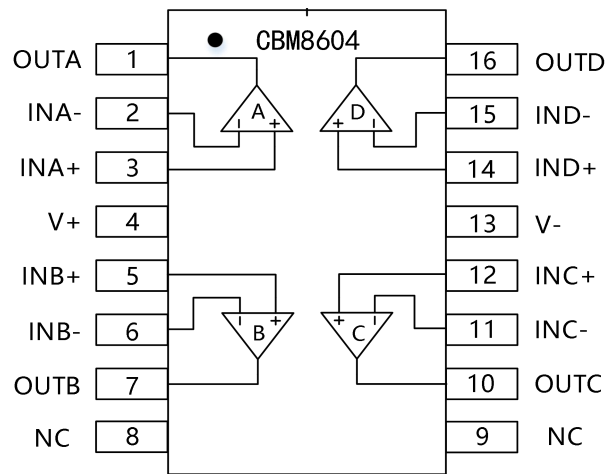 CBM8604
OUTA 1 16 OUTD
INA- 2 A D 15 IND-
- + + -
INA+ 3 14 IND+
V+ 4 13 V-
INB+ 5 12 INC+
- + + -
INB- 6 B C 11 INC-
OUTB 7 10 OUTC
NC 8 9 NC